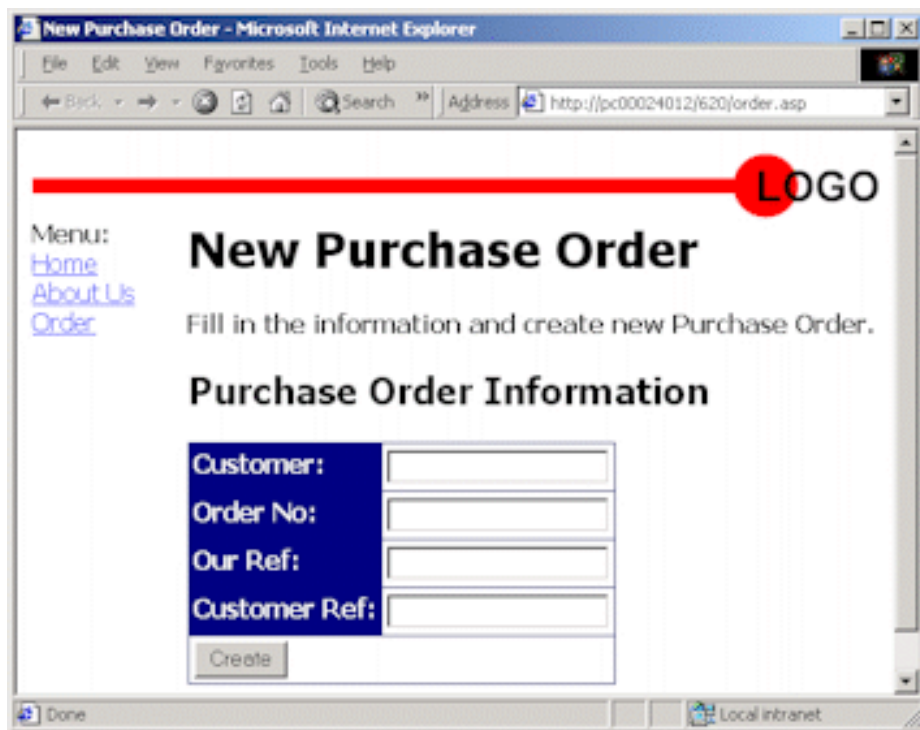 New Purchase Order - Microsoft Internet Explorer
File Edit View Favorites Tools Help
Back Search » Address http://pc00024012/620/order.asp
LOGO
Menu:
Home
About Us
Order
New Purchase Order
Fill in the information and create new Purchase Order.
Purchase Order Information
Customer:
Order No:
Our Ref:
Customer Ref:
Create
Done Local intranet